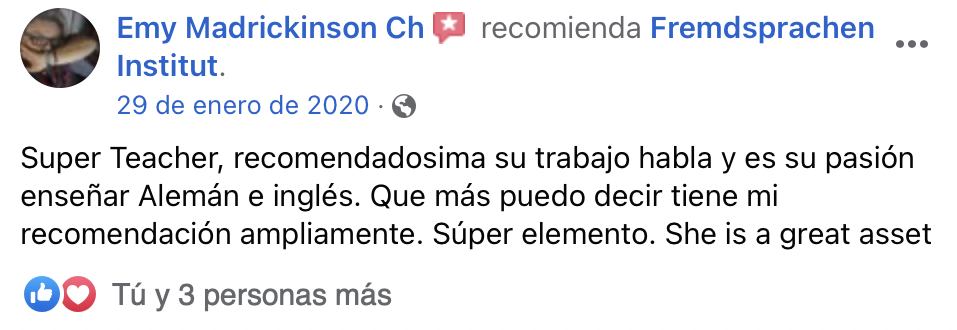 Emy Madrickinson Ch recomienda Fremdsprachen
Institut.
29 de enero de 2020 ·
Super Teacher, recomendadosima su trabajo habla y es su pasión
enseñar Alemán e inglés. Que más puedo decir tiene mi
recomendación ampliamente. Súper elemento. She is a great asset
Tú y 3 personas más